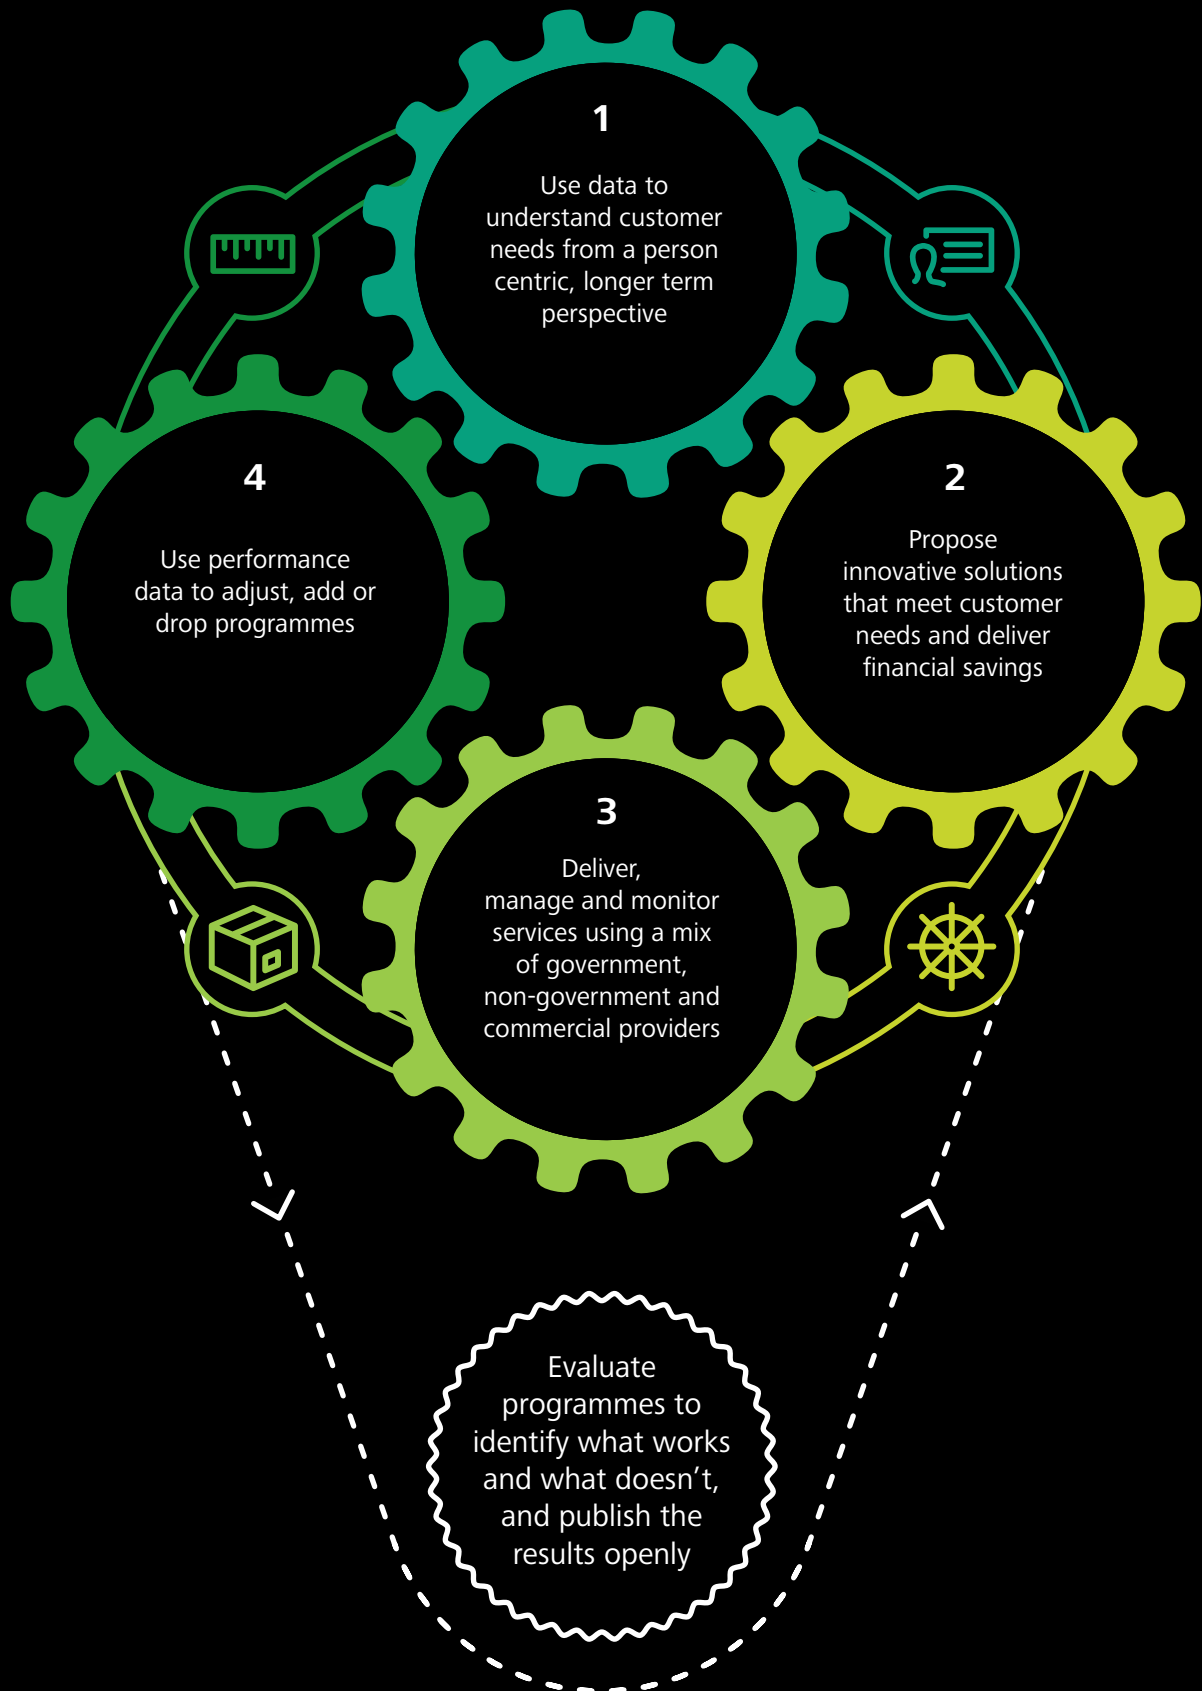 1
Use data to
understand customer
needs from a person
centric, longer term
perspective
2
Propose
innovative solutions
that meet customer
needs and deliver
financial savings
3
Deliver,
manage and monitor
services using a mix
of government,
non-government and
commercial providers
4
Use performance
data to adjust, add or
drop programmes
Evaluate
programmes to
identify what works
and what doesn’t,
and publish the
results openly